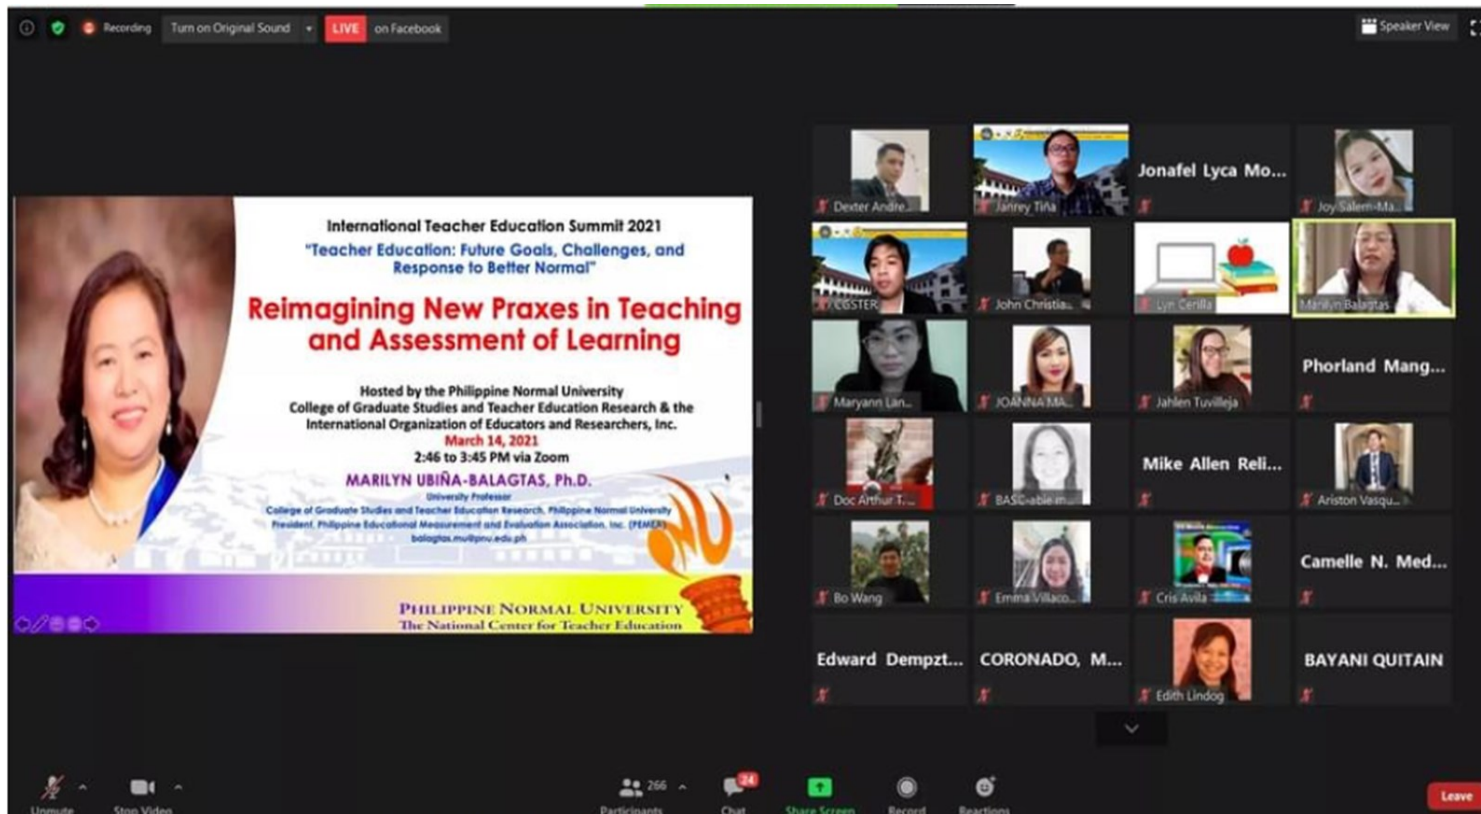 Recording
Turn on Original Sound
LIVE on Facebook
Speaker View
International Teacher Education Summit 2021
"Teacher Education: Future Goals, Challenges, and
Response to Better Normal"
Reimagining New Praxes in Teaching
and Assessment of Learning
Hosted by the Philippine Normal University
College of Graduate Studies and Teacher Education Research & the
International Organization of Educators and Researchers, Inc.
March 14, 2021
2:46 to 3:45 PM via Zoom
MARILYN UBIÑA-BALAGTAS, Ph.D.
University Professor
College of Graduate Studies and Teacher Education Research, Philippine Normal University
President, Philippine Educational Measurement and Evaluation Association, Inc. (PEMEA)
balagtas.mu@pnu.edu.ph
PNU
PHILIPPINE NORMAL UNIVERSITY
The National Center for Teacher Education
Dexter Andre...
Janrey Tiña
Jonafel Lyca Mo...
Joy Salem-Ma...
CGSTER
John Christia...
Lyn Cerilla
Marilyn Balagtas
Maryann Lan...
JOANNA MA...
Jahlen Tuvilleja
Phorland Mang...
Doc Arthur T....
BASC-abie m...
Mike Allen Reli...
Ariston Vasqu...
Bo Wang
Emma Villaco...
Cris Avila
Camelle N. Med...
Edward Dempzt...
CORONADO, M...
Edith Lindog
BAYANI QUITAIN
Unmute
Stop Video
266
Participants
24
Chat
Share Screen
Record
Reactions
Leave